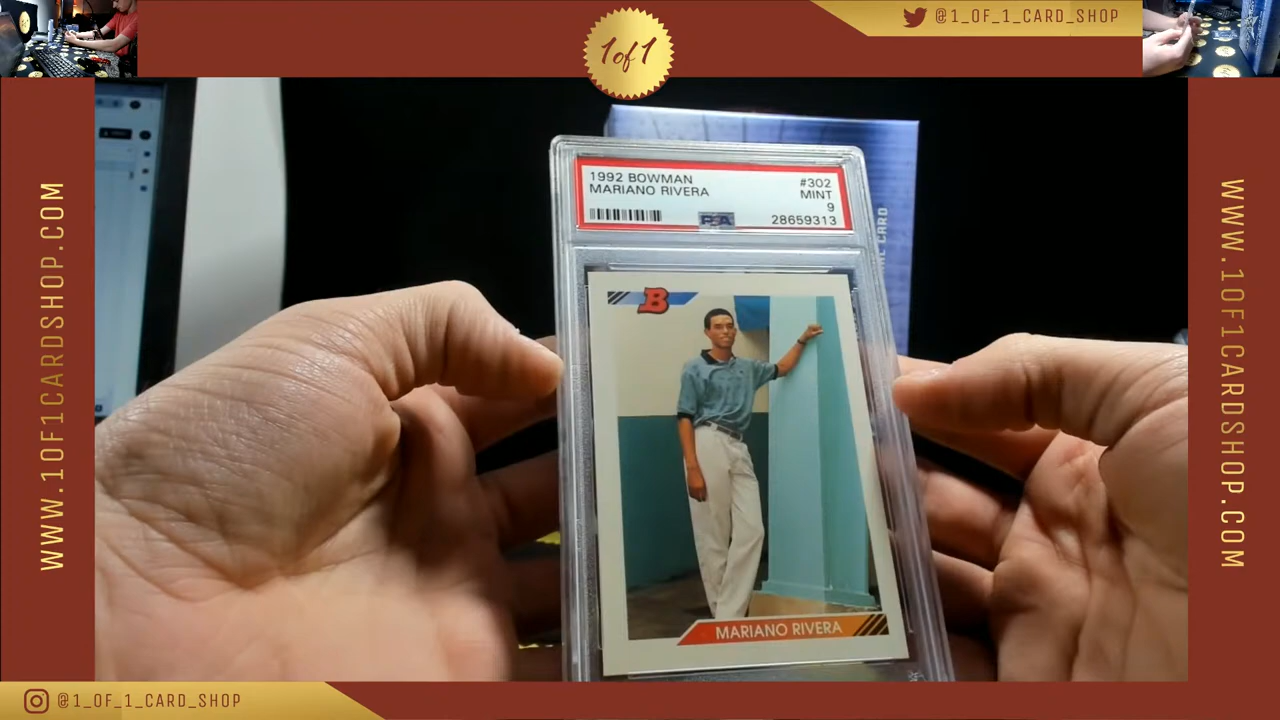 @1_OF_1_CARD_SHOP
1of1
WWW.1OF1CARDSHOP.COM
1992 BOWMAN
MARIANO RIVERA
#302
MINT
9
28659313
PSA
B
MARIANO RIVERA
WWW.1OF1CARDSHOP.COM
@1_OF_1_CARD_SHOP